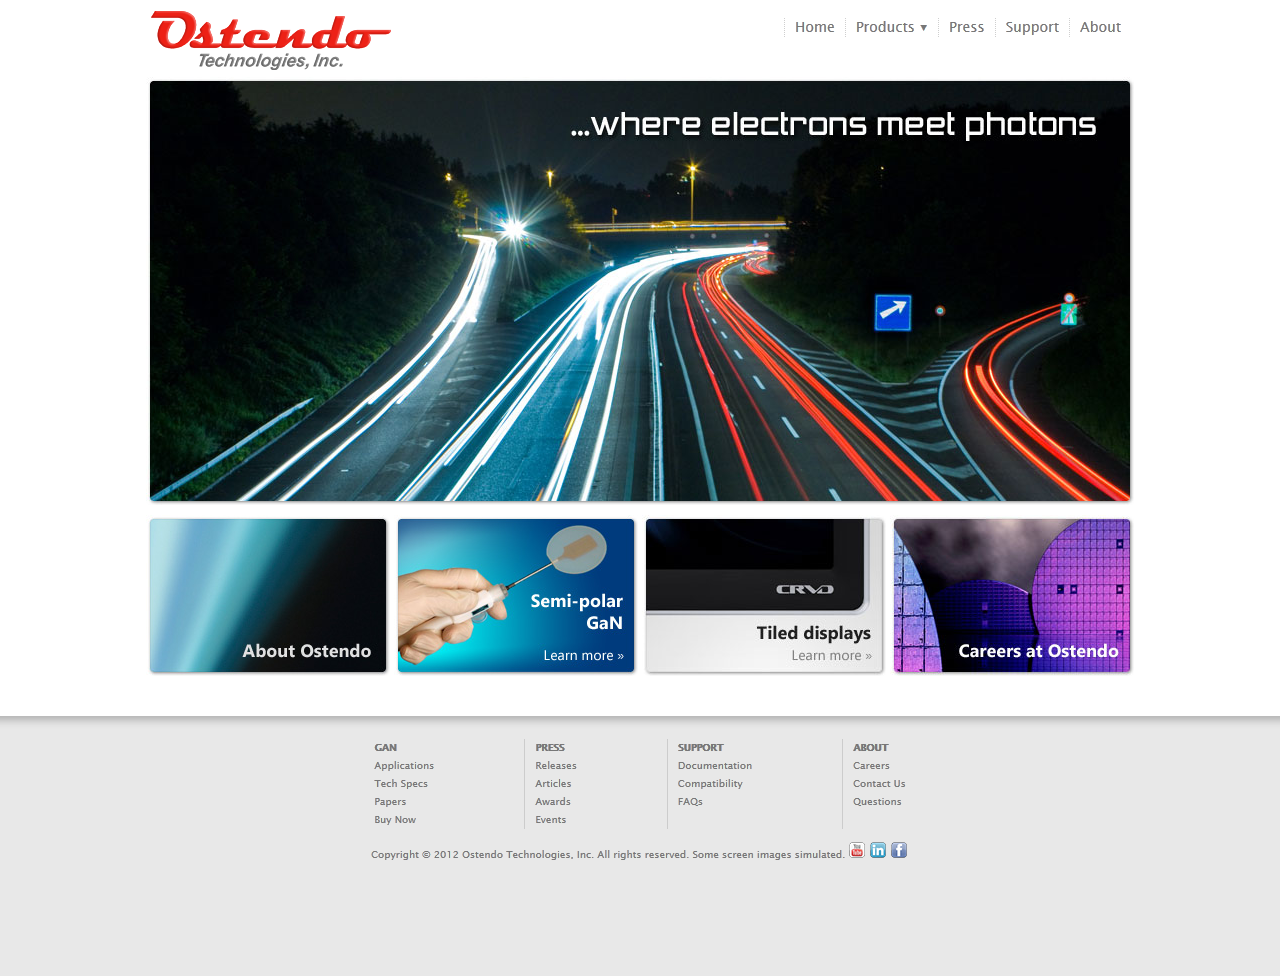 Ostendo
Technologies, Inc.
Home
Products ▾
Press
Support
About
...where electrons meet photons
About Ostendo
Semi-polar
GaN
Learn more »
CRVD
Tiled displays
Learn more »
Careers at Ostendo
GAN
Applications
Tech Specs
Papers
Buy Now
PRESS
Releases
Articles
Awards
Events
SUPPORT
Documentation
Compatibility
FAQs
ABOUT
Careers
Contact Us
Questions
Copyright © 2012 Ostendo Technologies, Inc. All rights reserved. Some screen images simulated.
You Tube in f